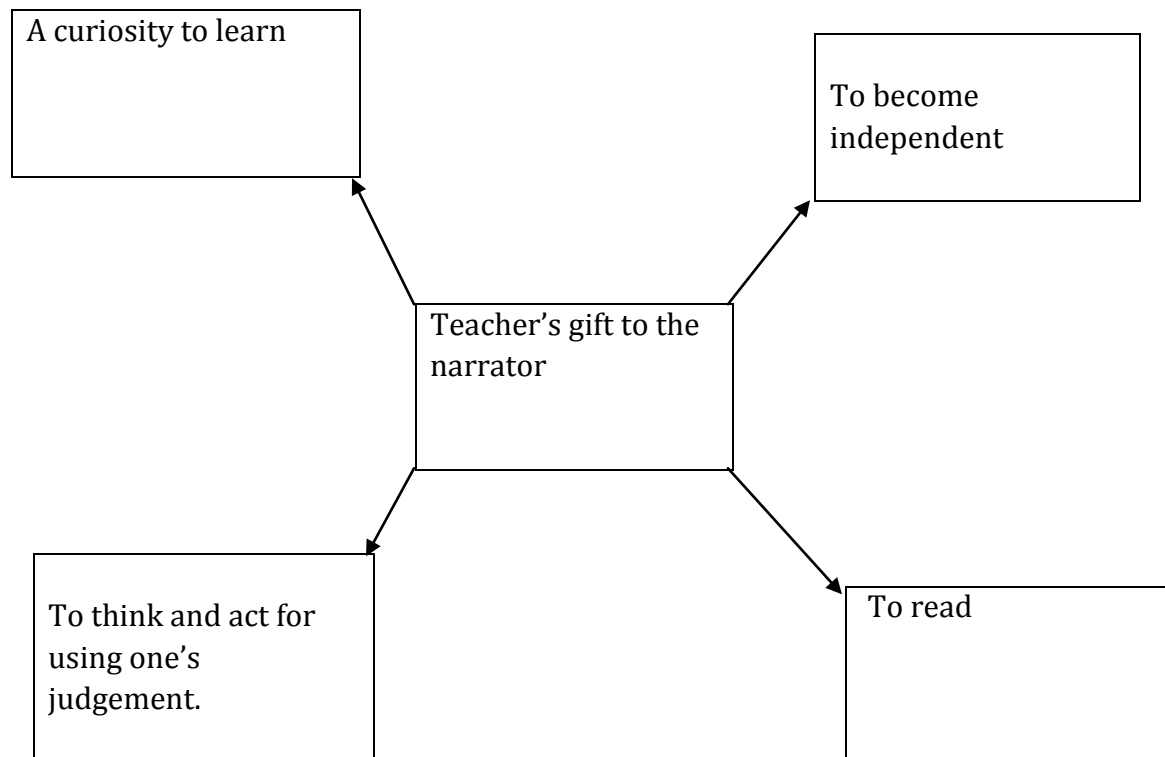 A curiosity to learn
To become
independent
Teacher’s gift to the
narrator
To think and act for
using one’s
judgement.
To read